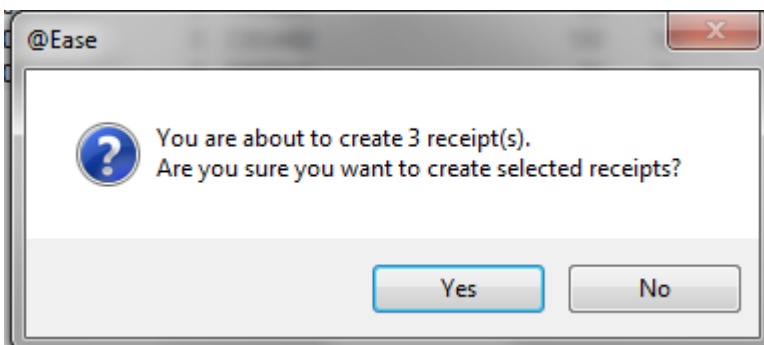 @Ease
You are about to create 3 receipt(s).
Are you sure you want to create selected receipts?
Yes
No